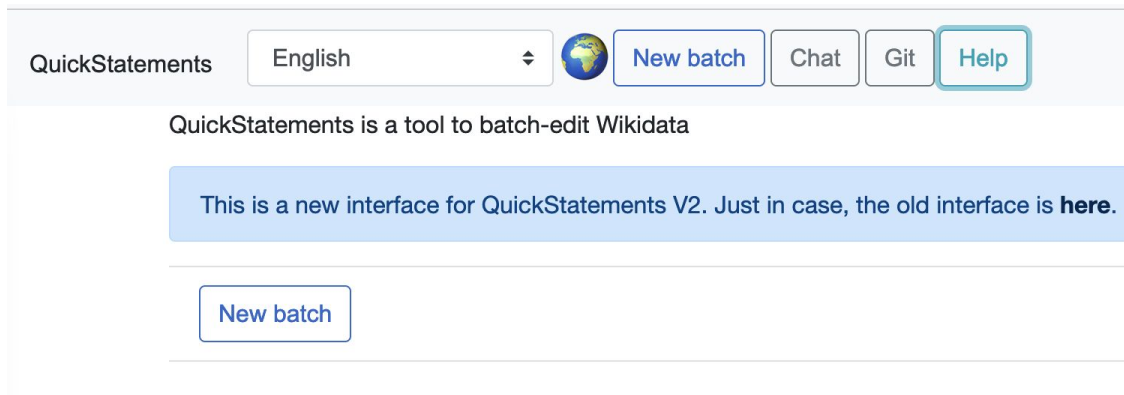 QuickStatements English New batch Chat Git Help
QuickStatements is a tool to batch-edit Wikidata
This is a new interface for QuickStatements V2. Just in case, the old interface is here.
New batch